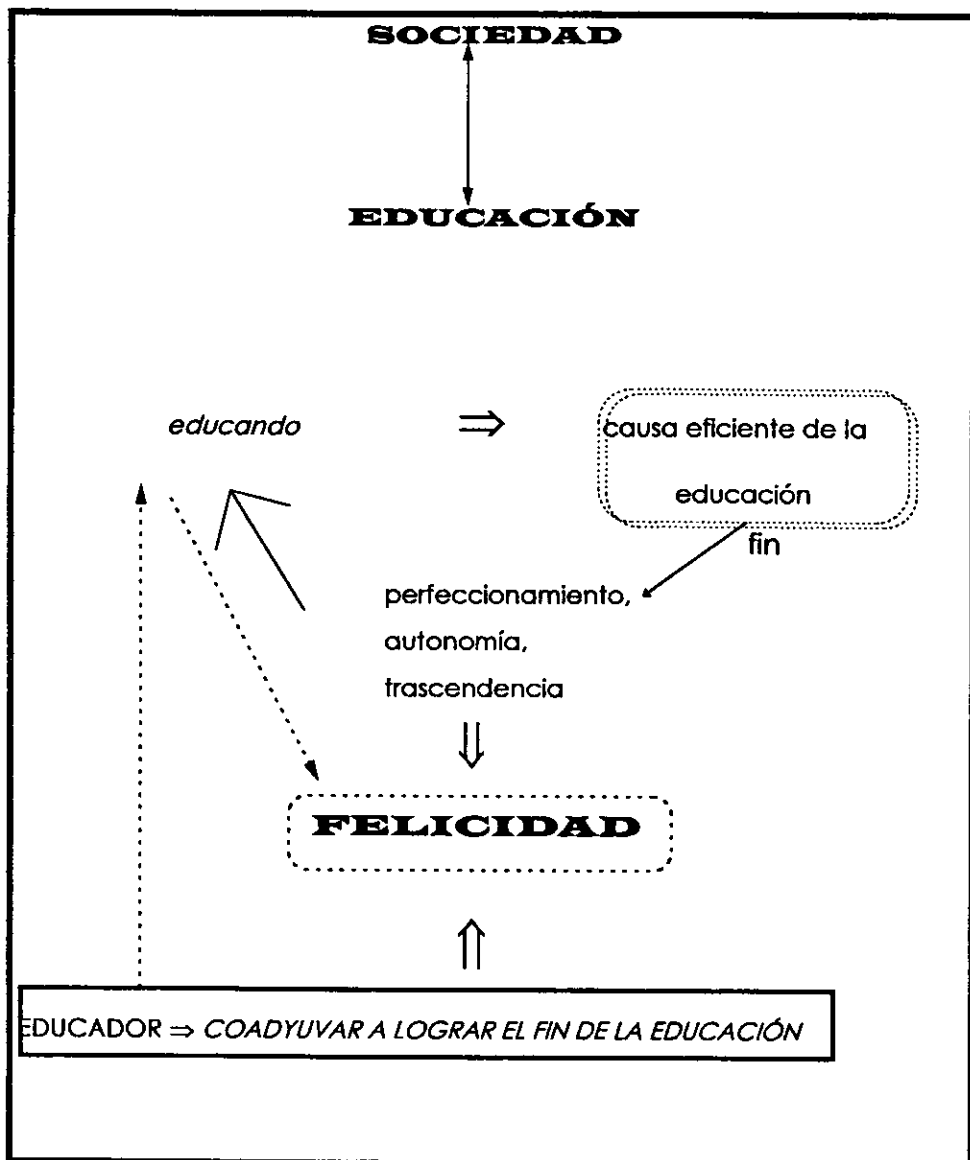 SOCIEDAD
EDUCACIÓN
educando ⇒ causa eficiente de la
educación
fin
perfeccionamiento,
autonomía,
trascendencia
FELICIDAD
EDUCADOR ⇒ COADYUVAR A LOGRAR EL FIN DE LA EDUCACIÓN